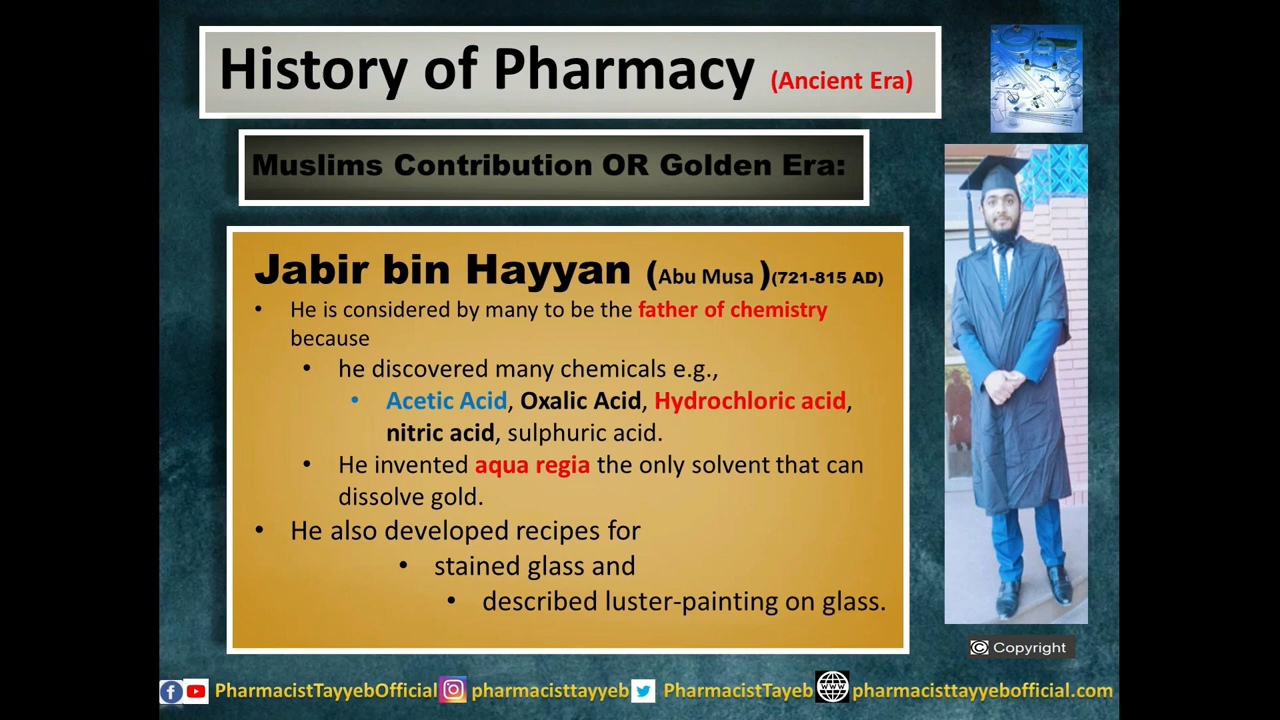 History of Pharmacy (Ancient Era)
Muslims Contribution OR Golden Era:
Jabir bin Hayyan (Abu Musa )(721-815 AD)
• He is considered by many to be the father of chemistry
because
• he discovered many chemicals e.g.,
• Acetic Acid, Oxalic Acid, Hydrochloric acid,
nitric acid, sulphuric acid.
• He invented aqua regia the only solvent that can
dissolve gold.
• He also developed recipes for
• stained glass and
• described luster-painting on glass.
© Copyright
PharmacistTayyebOfficial pharmacisttayyeb PharmacistTayeb pharmacisttayyebofficial.com